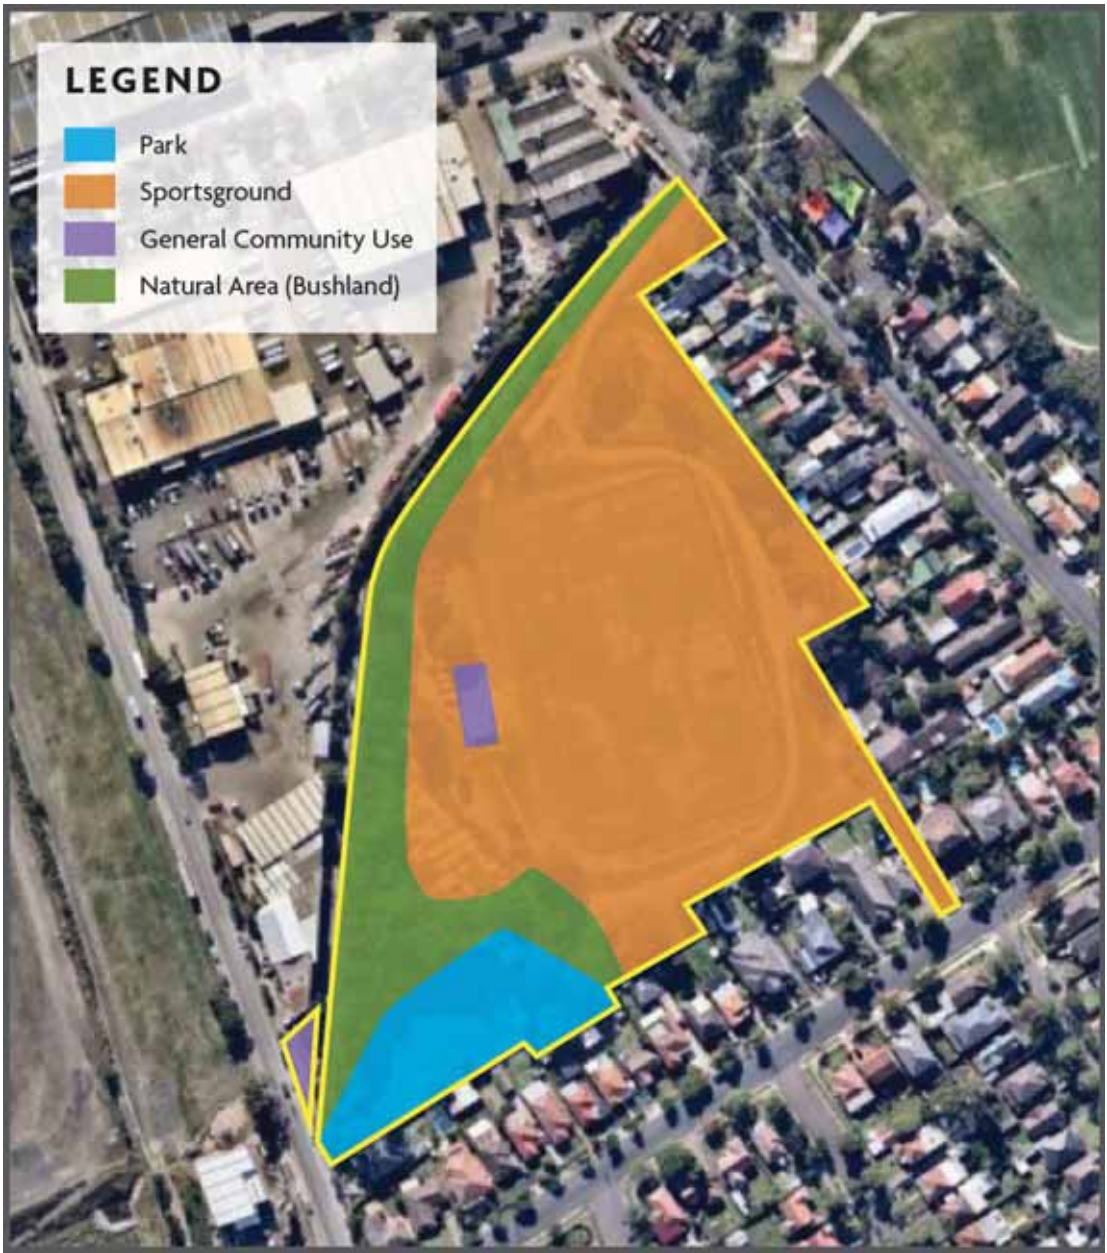 LEGEND
Park
Sportsground
General Community Use
Natural Area (Bushland)